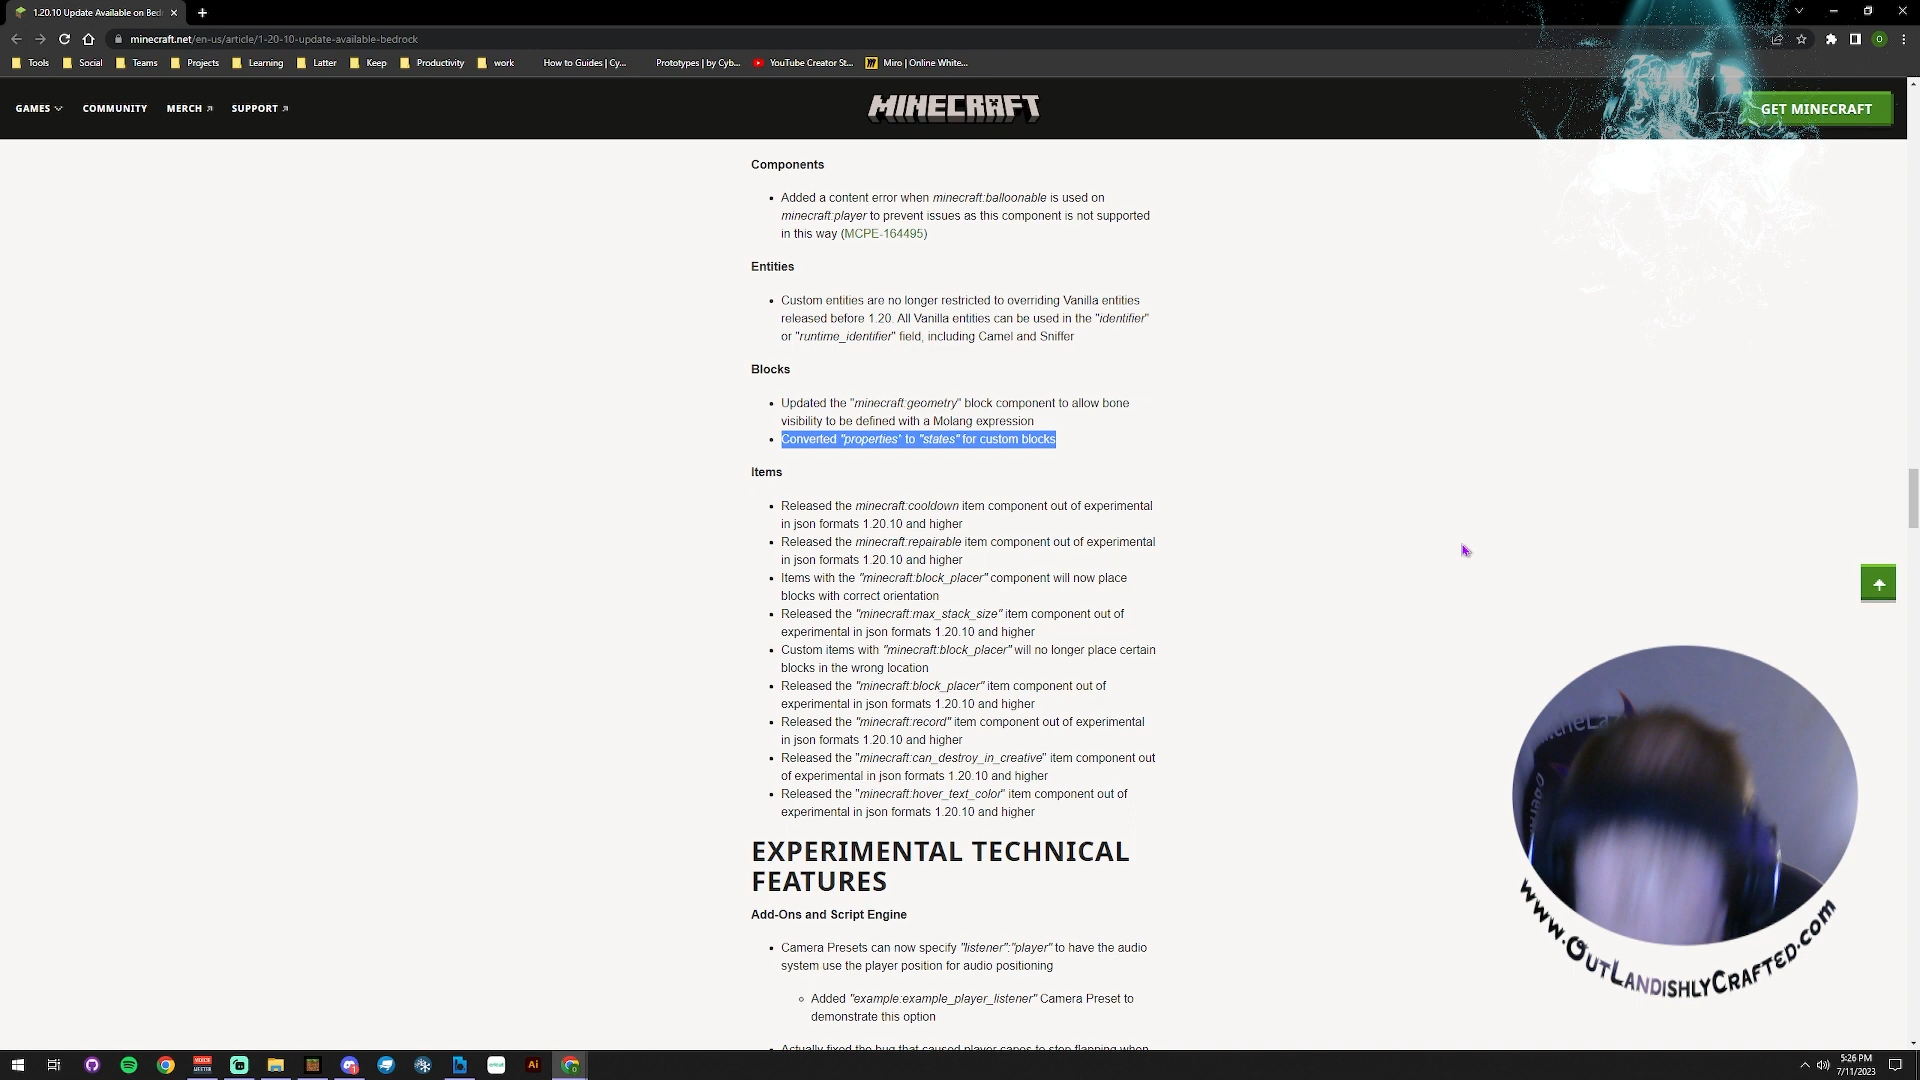 1.20.10 Update Available on Bed
minecraft.net/en-us/article/1-20-10-update-available-bedrock
Tools
Social
Teams
Projects
Learning
Latter
Keep
Productivity
work
How to Guides | Cy...
Prototypes | by Cyb...
YouTube Creator St...
Miro | Online White...
GAMES
COMMUNITY
MERCH
SUPPORT
MINECRAFT
GET MINECRAFT
Components
• Added a content error when minecraft:balloonable is used on
minecraft:player to prevent issues as this component is not supported
in this way (MCPE-164495)
Entities
• Custom entities are no longer restricted to overriding Vanilla entities
released before 1.20. All Vanilla entities can be used in the "identifier"
or "runtime_identifier" field, including Camel and Sniffer
Blocks
• Updated the "minecraft:geometry" block component to allow bone
visibility to be defined with a Molang expression
• Converted "properties" to "states" for custom blocks
Items
• Released the minecraft:cooldown item component out of experimental
in json formats 1.20.10 and higher
• Released the minecraft:repairable item component out of experimental
in json formats 1.20.10 and higher
• Items with the "minecraft:block_placer" component will now place
blocks with correct orientation
• Released the "minecraft:max_stack_size" item component out of
experimental in json formats 1.20.10 and higher
• Custom items with "minecraft:block_placer" will no longer place certain
blocks in the wrong location
• Released the "minecraft:block_placer" item component out of
experimental in json formats 1.20.10 and higher
• Released the "minecraft:record" item component out of experimental
in json formats 1.20.10 and higher
• Released the "minecraft:can_destroy_in_creative" item component out
of experimental in json formats 1.20.10 and higher
• Released the "minecraft:hover_text_color" item component out of
experimental in json formats 1.20.10 and higher
EXPERIMENTAL TECHNICAL
FEATURES
Add-Ons and Script Engine
• Camera Presets can now specify "listener":"player" to have the audio
system use the player position for audio positioning
◦ Added "example:example_player_listener" Camera Preset to
demonstrate this option
• Actually fixed the bug that caused player capes to stop flapping when
www.OutLandishlyCrafted.com
Ai
5:26 PM
7/11/2023